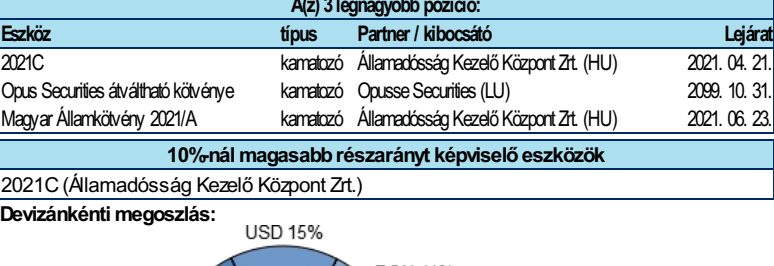 A(z) 3 legnagyobb pozíció:
Eszköz típus Partner / kibocsátó Lejárat
2021C kamatozó Államadósság Kezelő Központ Zrt. (HU) 2021. 04. 21.
Opus Securities átváltható kötvénye kamatozó Opusse Securities (LU) 2099. 10. 31.
Magyar Államkötvény 2021/A kamatozó Államadósság Kezelő Központ Zrt. (HU) 2021. 06. 23.
10%-nál magasabb részarányt képviselő eszközök
2021C (Államadósság Kezelő Központ Zrt.)
Devizánkénti megoszlás:
USD 15%